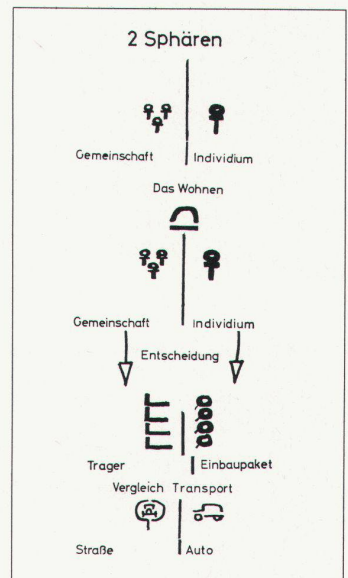 2 Sphären
Gemeinschaft Individium
Das Wohnen
Gemeinschaft Individium
Entscheidung
Trager Einbaupaket
Vergleich Transport
Straße Auto